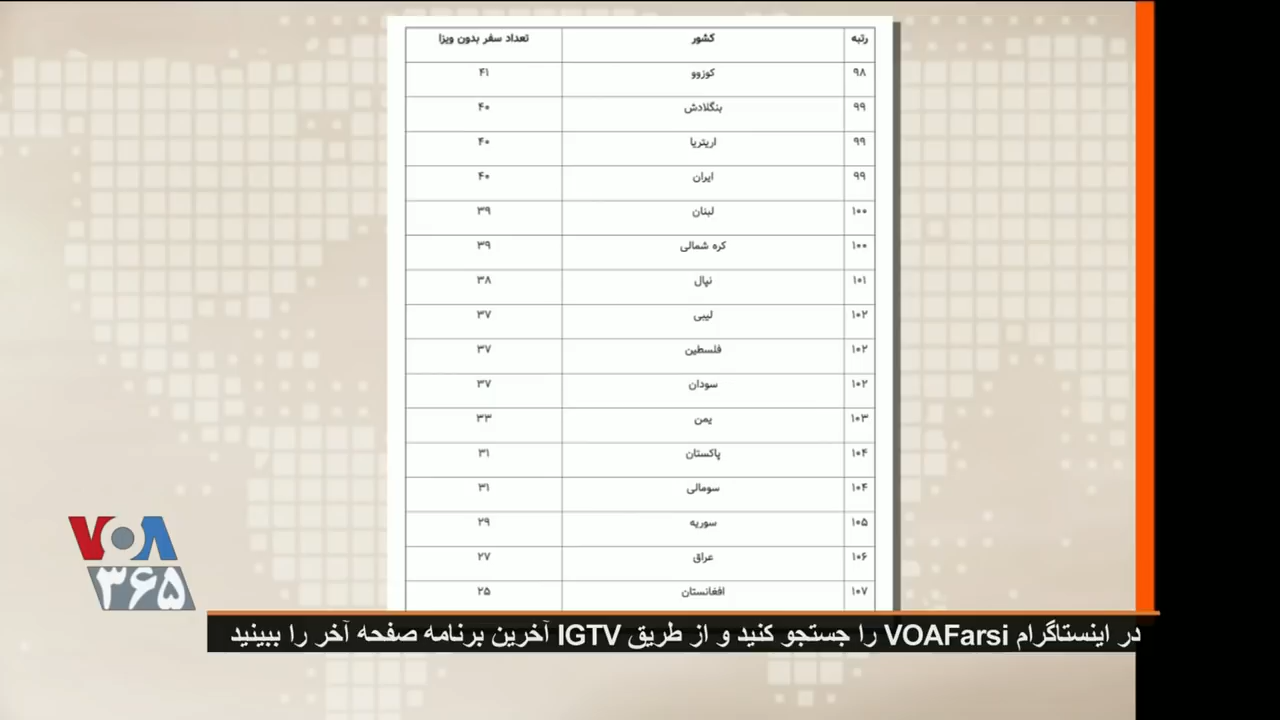 رتبه کشور تعداد سفر بدون ویزا
۹۸ کوزوو ۴۱
۹۹ بنگلادش ۴۰
۹۹ اریتریا ۴۰
۹۹ ایران ۴۰
۱۰۰ لبنان ۳۹
۱۰۰ کره شمالی ۳۹
۱۰۱ نپال ۳۸
۱۰۲ لیبی ۳۷
۱۰۲ فلسطین ۳۷
۱۰۲ سودان ۳۷
۱۰۳ یمن ۳۳
۱۰۴ پاکستان ۳۱
۱۰۴ سومالی ۳۱
۱۰۵ سوریه ۲۹
۱۰۶ عراق ۲۷
۱۰۷ افغانستان ۲۵
VOA
۳۶۵
در اینستاگرام VOAFarsi را جستجو کنید و از طریق IGTV آخرین برنامه صفحه آخر را ببینید